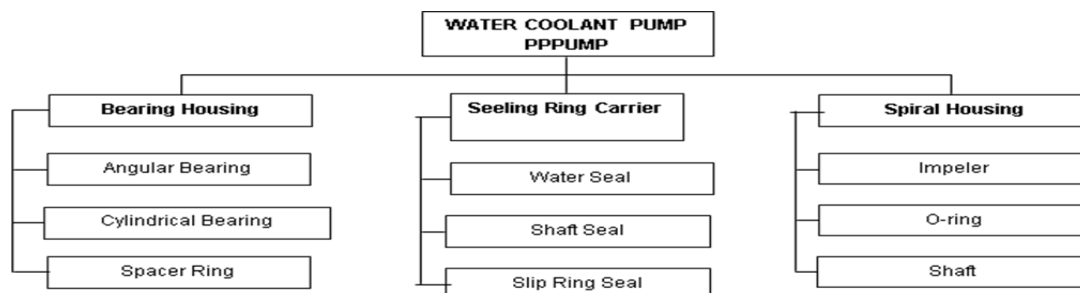 WATER COOLANT PUMP
PPPUMP
Bearing Housing
Angular Bearing
Cylindrical Bearing
Spacer Ring
Seeling Ring Carrier
Water Seal
Shaft Seal
Slip Ring Seal
Spiral Housing
Impeler
O-ring
Shaft